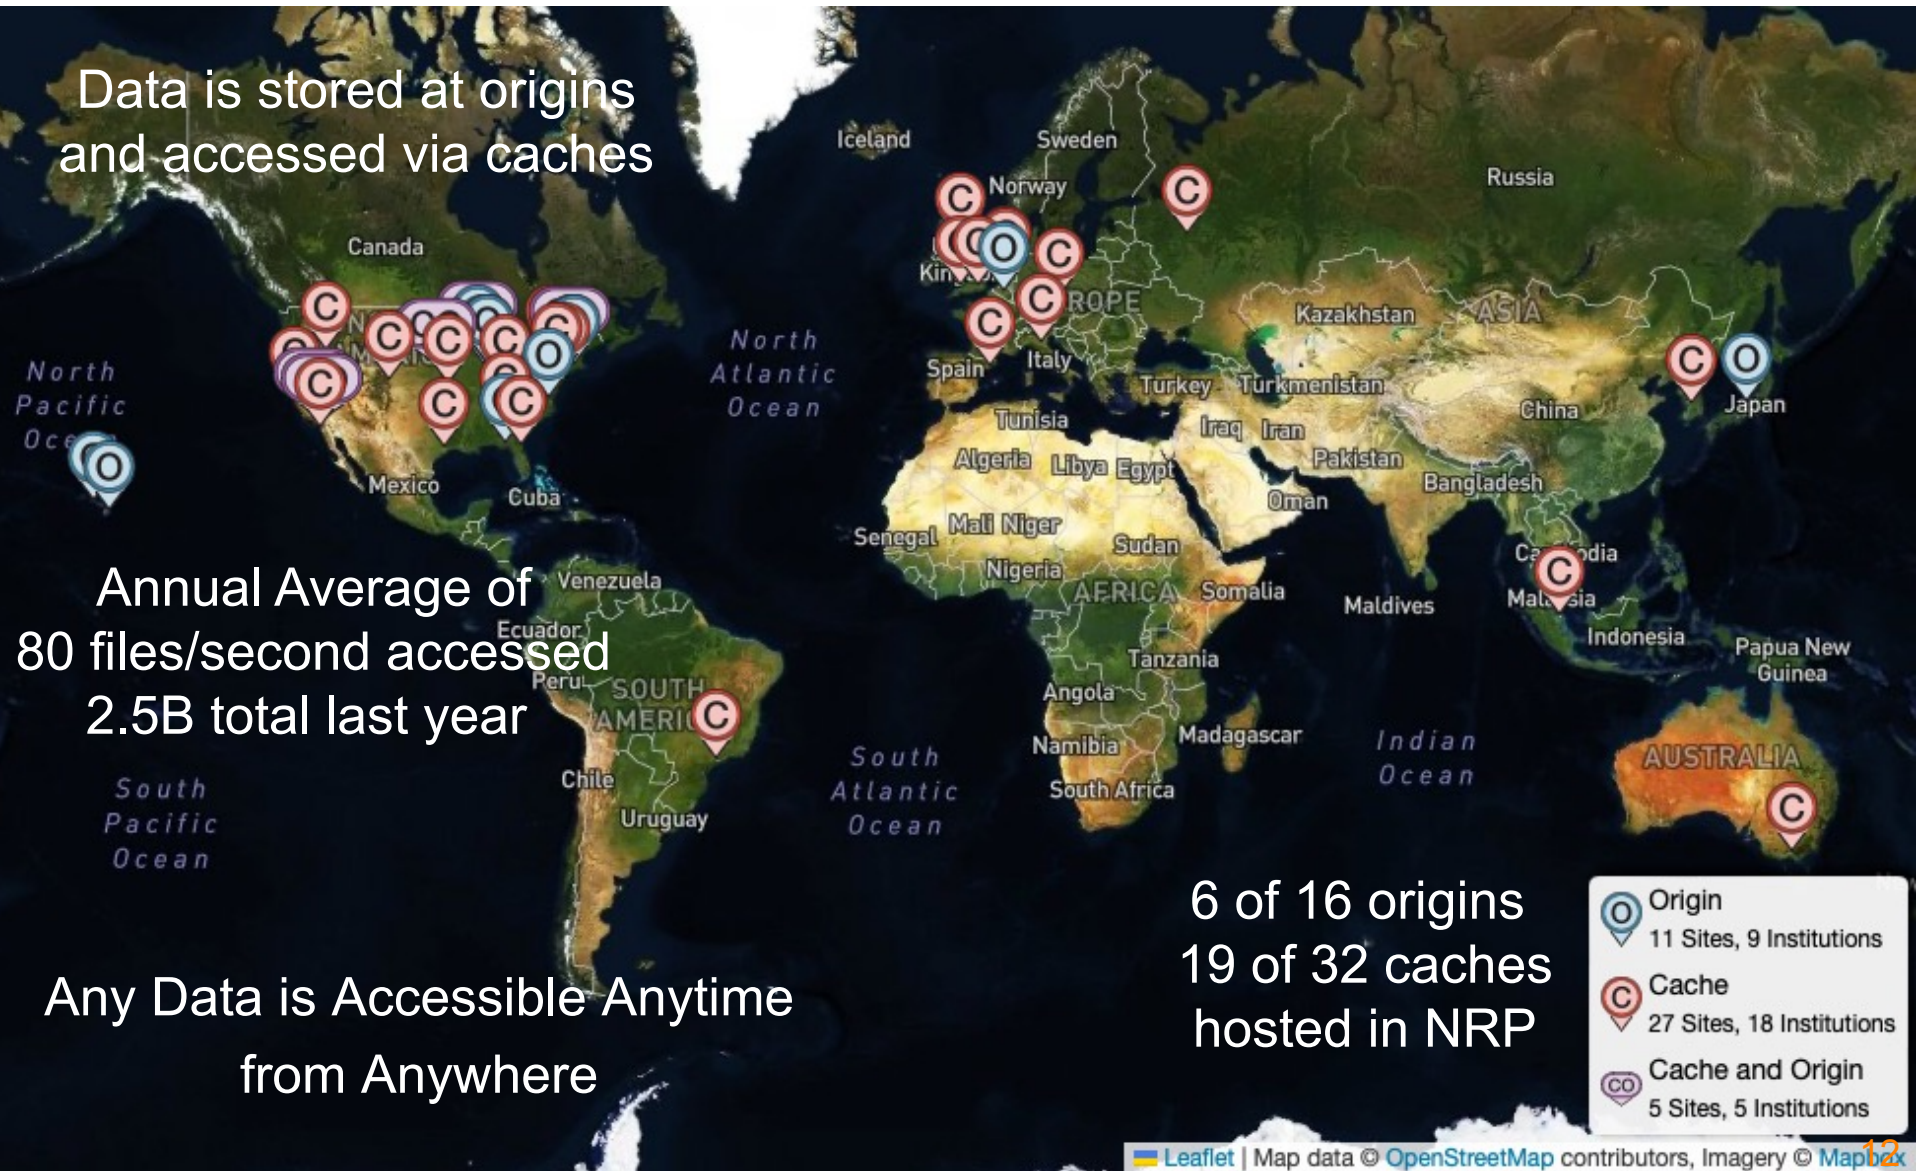 Data is stored at origins
and accessed via caches
Iceland
Sweden
Norway
Russia
Canada
North
Pacific
North
Atlantic
Ocean
EUROPE
Kazakhstan
ASIA
Spain
Italy
Turkey
Turkmenistan
China
Japan
Tunisia
Iraq
Iran
Algeria
Libya
Egypt
Pakistan
Bangladesh
Oman
Mexico
Cuba
Senegal
Mali
Niger
Sudan
Nigeria
AFRICA
Somalia
Maldives
Annual Average of
80 files/second accessed
2.5B total last year
Venezuela
Ecuador
Peru
SOUTH
Chile
Uruguay
Indonesia
Papua New
Guinea
Tanzania
Angola
Namibia
Madagascar
South Africa
South
Pacific
Ocean
South
Atlantic
Ocean
Indian
Ocean
AUSTRALIA
C
O
Any Data is Accessible Anytime
from Anywhere
6 of 16 origins
19 of 32 caches
hosted in NRP
O Origin
11 Sites, 9 Institutions
C Cache
27 Sites, 18 Institutions
CO Cache and Origin
5 Sites, 5 Institutions
Leaflet | Map data © OpenStreetMap contributors, Imagery © Mapbox
12